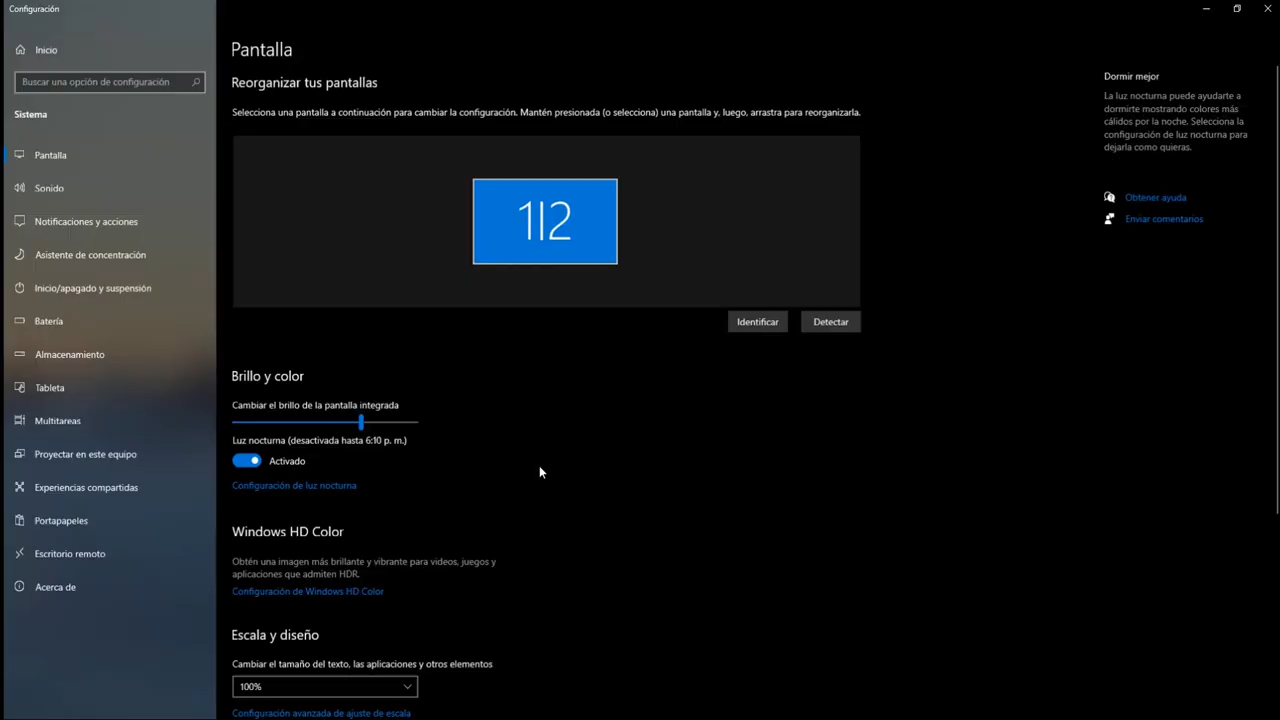 Configuración
Inicio
Buscar una opción de configuración
Sistema
Pantalla
Sonido
Notificaciones y acciones
Asistente de concentración
Inicio/apagado y suspensión
Batería
Almacenamiento
Tableta
Multitareas
Proyectar en este equipo
Experiencias compartidas
Portapapeles
Escritorio remoto
Acerca de
Pantalla
Reorganizar tus pantallas
Selecciona una pantalla a continuación para cambiar la configuración. Mantén presionada (o selecciona) una pantalla y, luego, arrastra para reorganizarla.
1|2
Identificar
Detectar
Brillo y color
Cambiar el brillo de la pantalla integrada
Luz nocturna (desactivada hasta 6:10 p. m.)
Activado
Configuración de luz nocturna
Windows HD Color
Obtén una imagen más brillante y vibrante para videos, juegos y
aplicaciones que admiten HDR.
Configuración de Windows HD Color
Escala y diseño
Cambiar el tamaño del texto, las aplicaciones y otros elementos
100%
Configuración avanzada de ajuste de escala
Dormir mejor
La luz nocturna puede ayudarte a
dormirte mostrando colores más
cálidos por la noche. Selecciona la
configuración de luz nocturna para
dejarla como quieras.
Obtener ayuda
Enviar comentarios